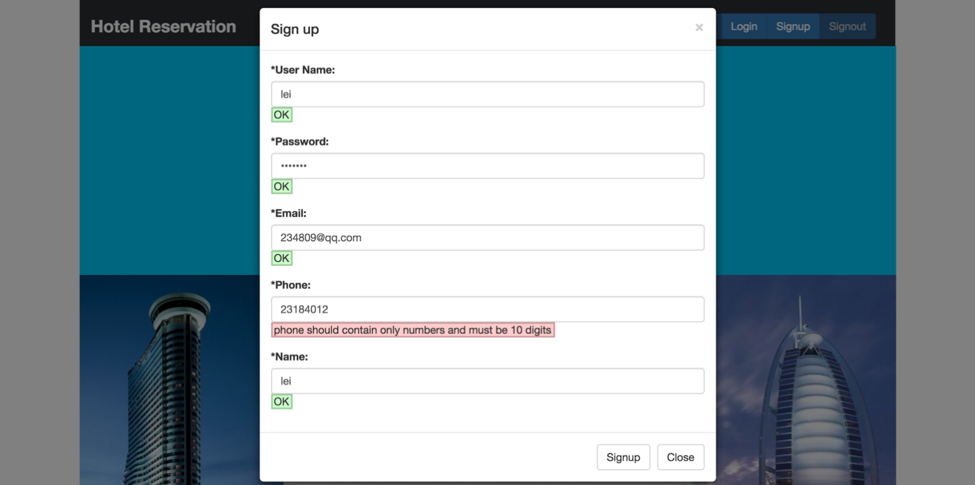 Hotel Reservation
Login Signup Signout
Sign up ×
*User Name:
lei
OK
*Password:
•••••••
OK
*Email:
234809@qq.com
OK
*Phone:
23184012
phone should contain only numbers and must be 10 digits
*Name:
lei
OK
Signup Close